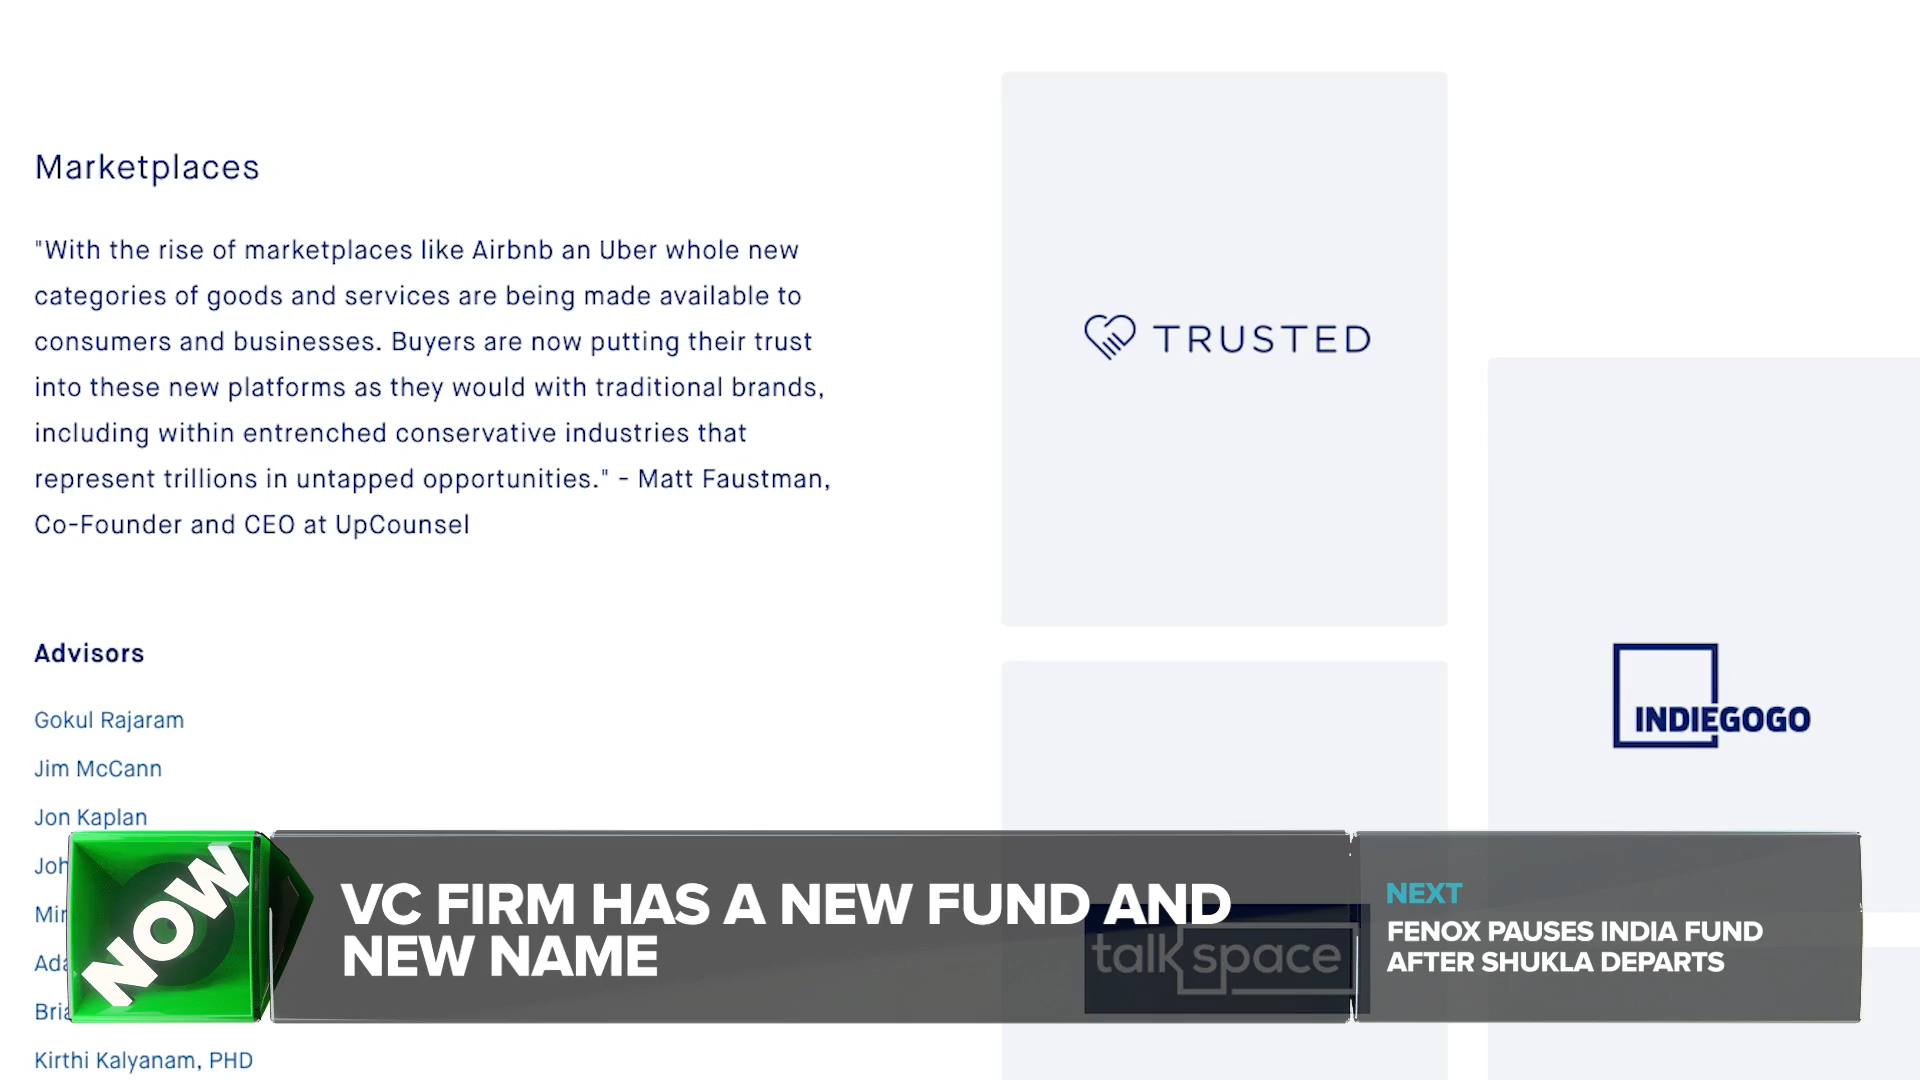 Marketplaces
"With the rise of marketplaces like Airbnb an Uber whole new
categories of goods and services are being made available to
consumers and businesses. Buyers are now putting their trust
into these new platforms as they would with traditional brands,
including within entrenched conservative industries that
represent trillions in untapped opportunities." - Matt Faustman,
Co-Founder and CEO at UpCounsel
Advisors
Gokul Rajaram
Jim McCann
Jon Kaplan
Kirthi Kalyanam, PHD
TRUSTED
INDIEGOGO
talkspace
NOW
VC FIRM HAS A NEW FUND AND
NEW NAME
NEXT
FENOX PAUSES INDIA FUND
AFTER SHUKLA DEPARTS